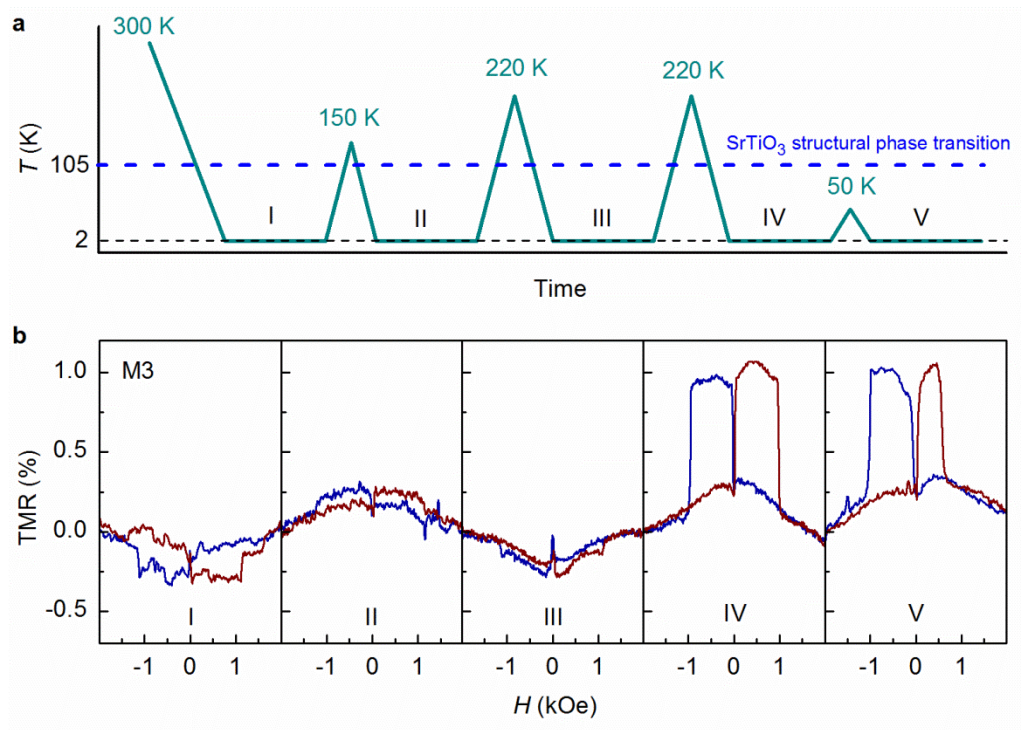 a
300 K
150 K
220 K
220 K
50 K
SrTiO3 structural phase transition
T (K)
105
2
I
II
III
IV
V
Time
b
M3
TMR (%)
1.0
0.5
0.0
-0.5
I
II
III
IV
V
-1 0 1
-1 0 1
-1 0 1
-1 0 1
-1 0 1
H (kOe)